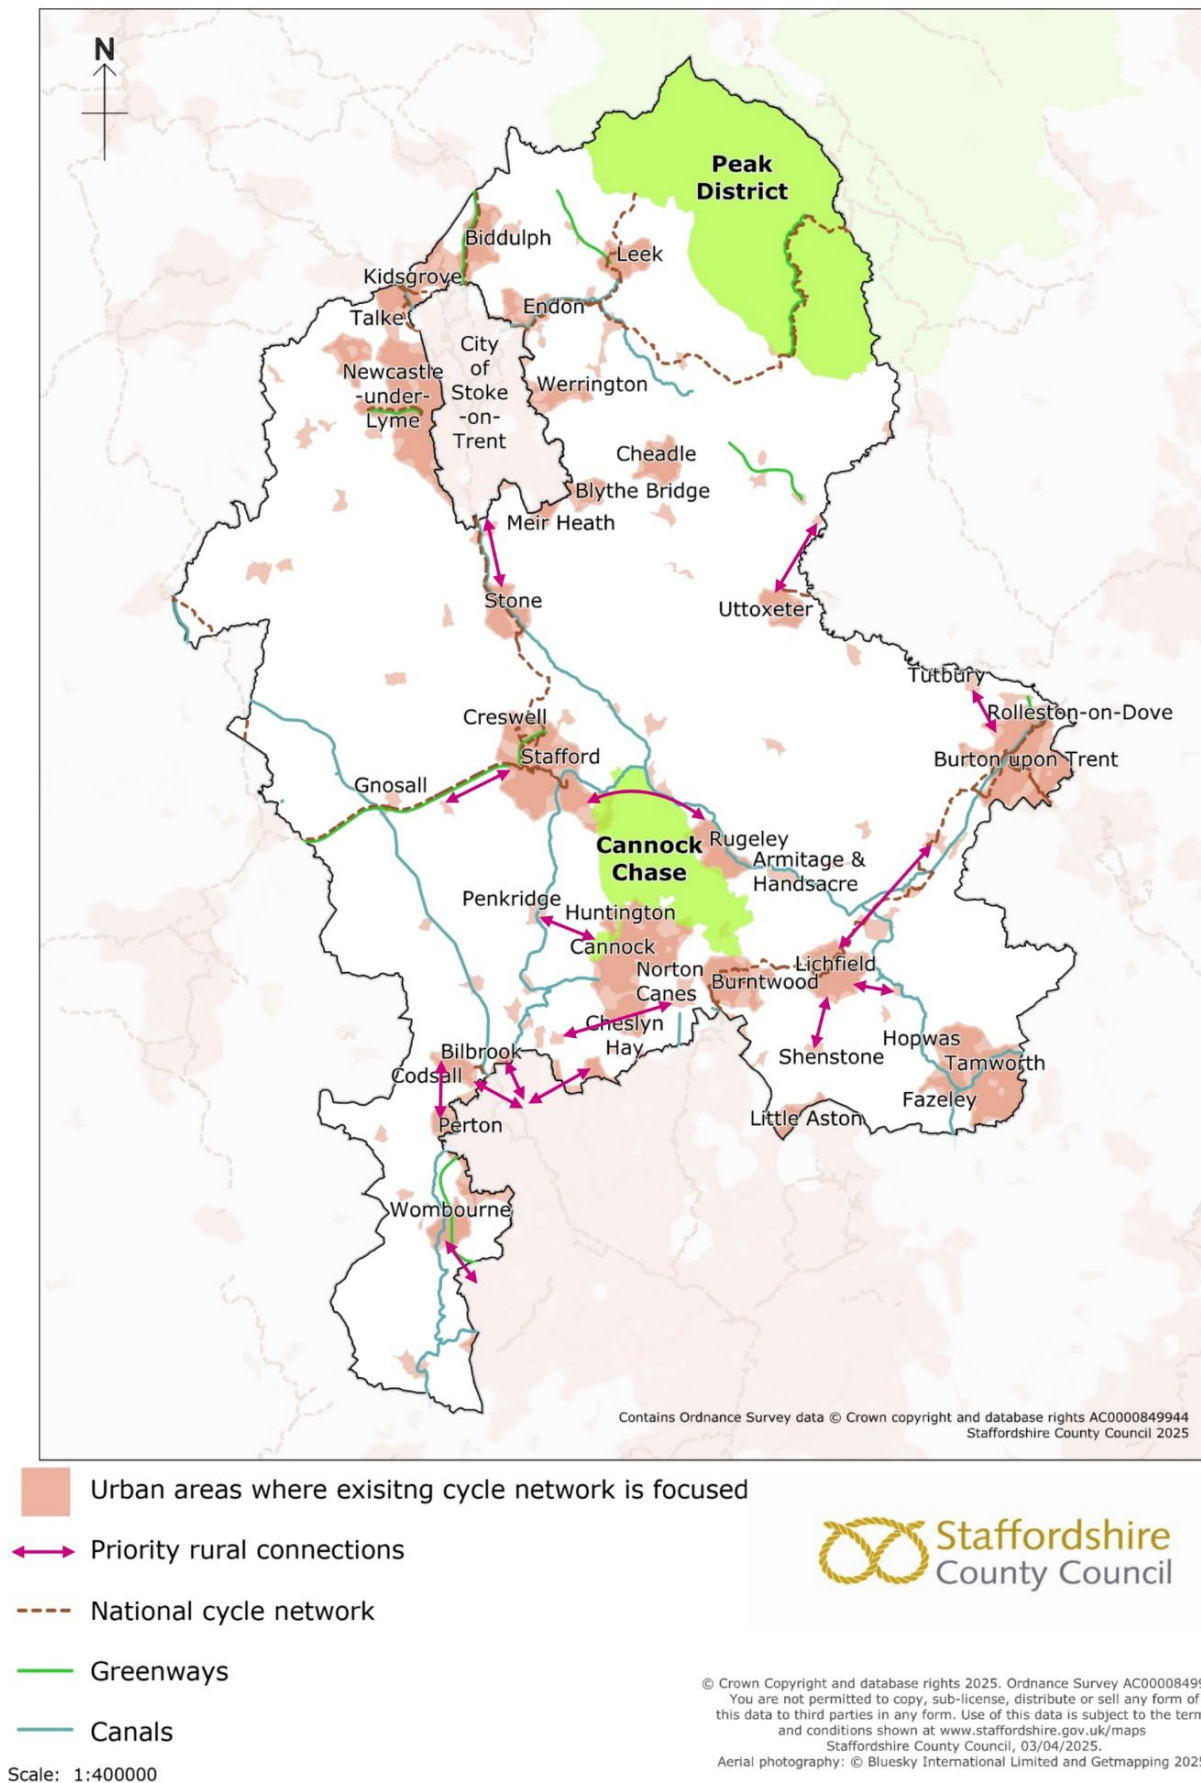 N
Peak
District
Biddulph
Leek
Kidsgrove
Endon
Talke
City
of
Stoke
-on-
Trent
Newcastle
-under-
Lyme
Werrington
Cheadle
Blythe Bridge
Meir Heath
Stone
Uttoxeter
Tutbury
Rolleston-on-Dove
Creswell
Stafford
Burton upon Trent
Gnosall
Rugeley
Cannock
Chase
Armitage &
Handsacre
Penkridge
Huntington
Cannock
Lichfield
Norton
Canes
Burntwood
Cheslyn
Hay
Hopwas
Bilbrook
Shenstone
Tamworth
Codsall
Fazeley
Perton
Little Aston
Wombourne
Contains Ordnance Survey data © Crown copyright and database rights AC0000849944
Staffordshire County Council 2025
Urban areas where exisitng cycle network is focused
Priority rural connections
National cycle network
Greenways
Canals
Scale: 1:400000
Staffordshire
County Council
© Crown Copyright and database rights 2025. Ordnance Survey AC00008499
You are not permitted to copy, sub-license, distribute or sell any form of
this data to third parties in any form. Use of this data is subject to the term
and conditions shown at www.staffordshire.gov.uk/maps
Staffordshire County Council, 03/04/2025.
Aerial photography: © Bluesky International Limited and Getmapping 2025